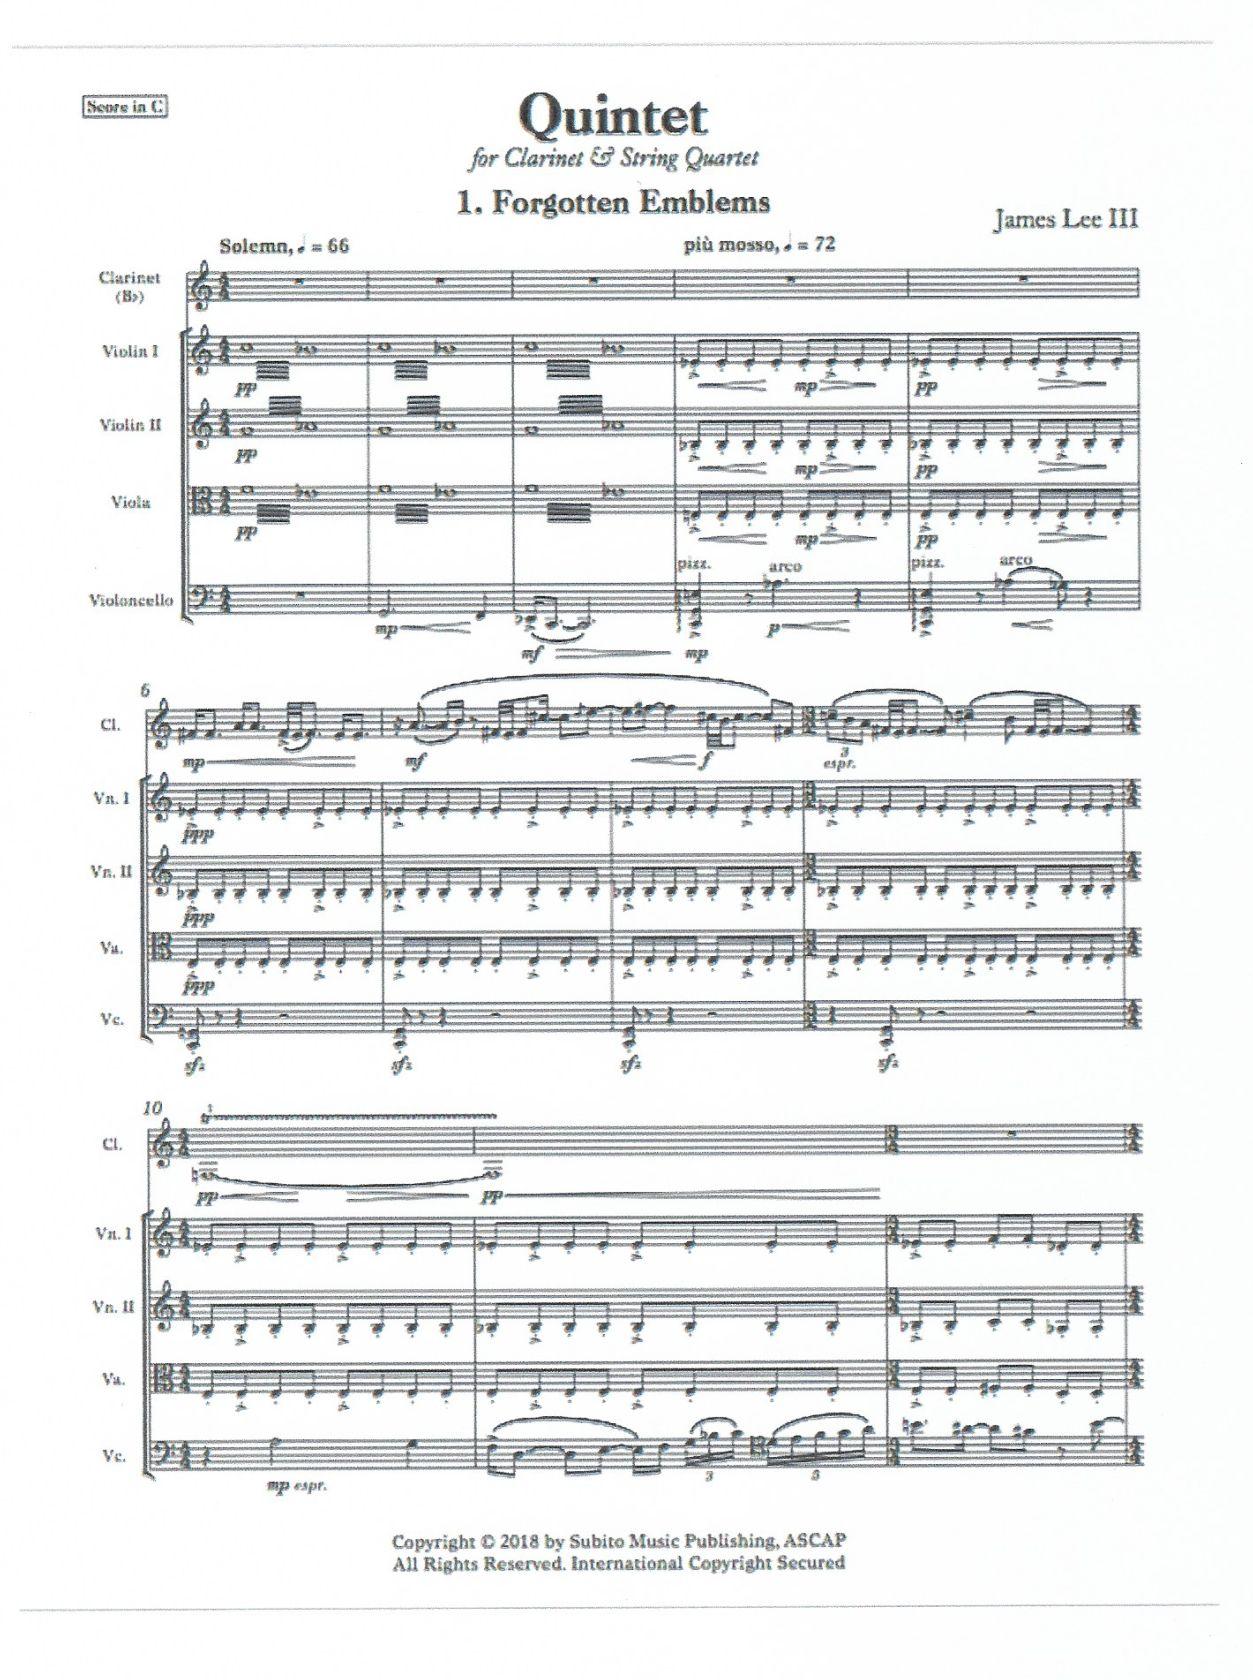 Score in C
Quintet
for Clarinet & String Quartet
1. Forgotten Emblems
James Lee III
Solemn, ♩ = 66
più mosso, ♩ = 72
Clarinet
(B♭)
Violin I
pp
mp
pp
Violin II
pp
mp
pp
Viola
pp
mp
pp
pizz.
arco
pizz.
arco
Violoncello
mp
mf
mp
p
6
Cl.
mp
mf
f
3
espr.
Vn. I
ppp
Vn. II
ppp
Va.
ppp
Vc.
sfz
sfz
sfz
sfz
10
Cl.
pp
pp
Vn. I
Vn. II
Va.
Vc.
mp espr.
3
Copyright © 2018 by Subito Music Publishing, ASCAP
All Rights Reserved. International Copyright Secured